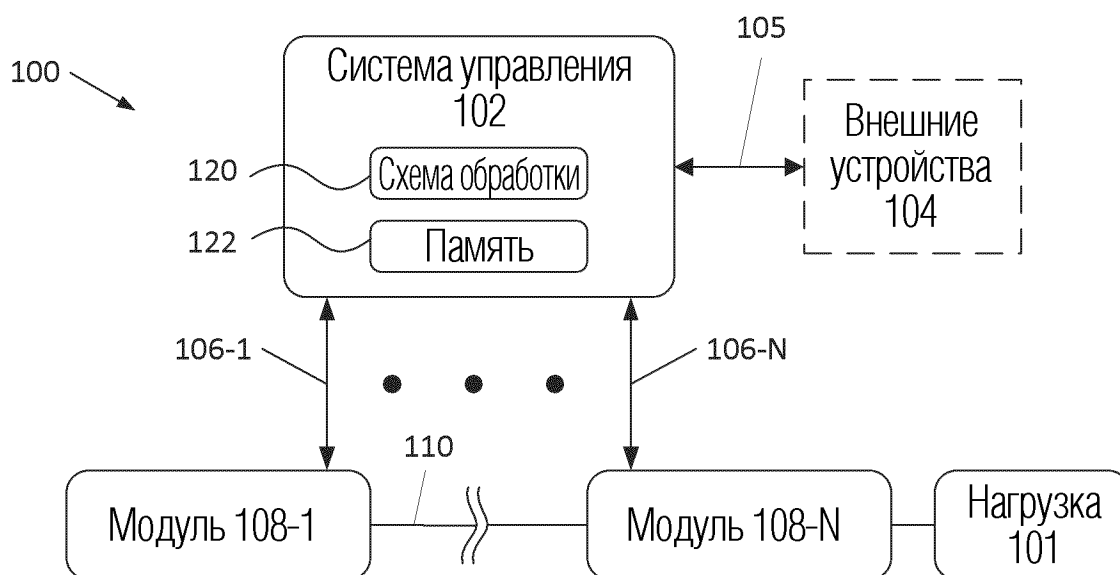 100
Система управления
102
105
Внешние
устройства
104
120
Схема обработки
122
Память
106-1
106-N
110
Модуль 108-1
Модуль 108-N
Нагрузка
101